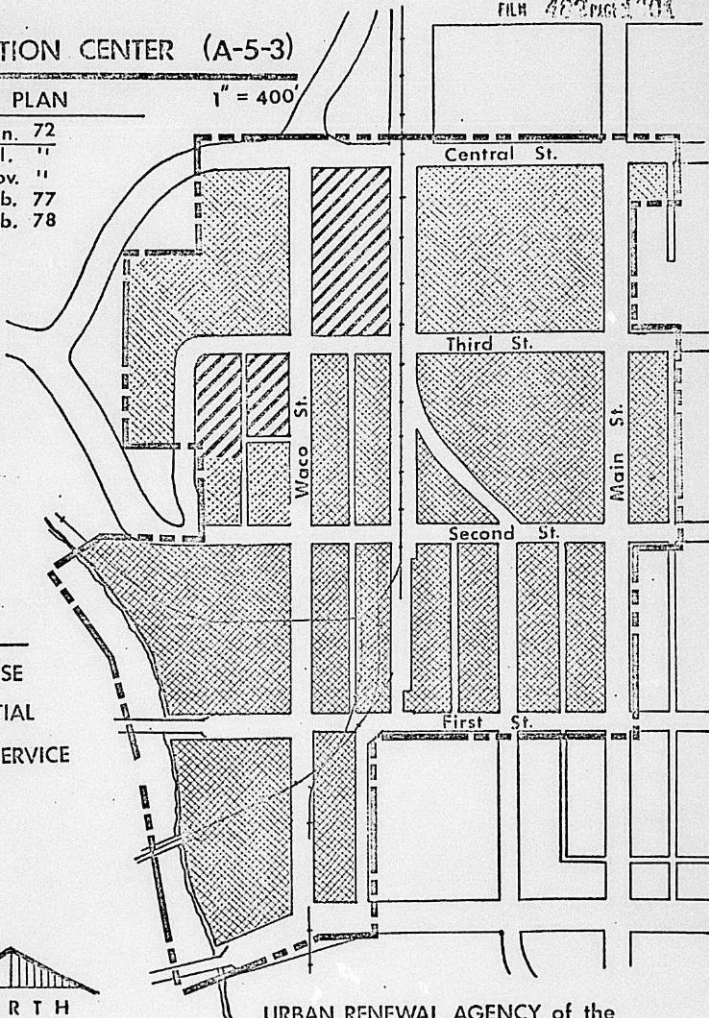 FILM
TION CENTER (A-5-3)
PLAN 1" = 400'
n. 72
l. "
ov. "
b. 77
b. 78
Central St.
Third St.
Waco St.
Main St.
Second St.
SE
TIAL
ERVICE
First St.
R T H
URBAN RENEWAL AGENCY of the